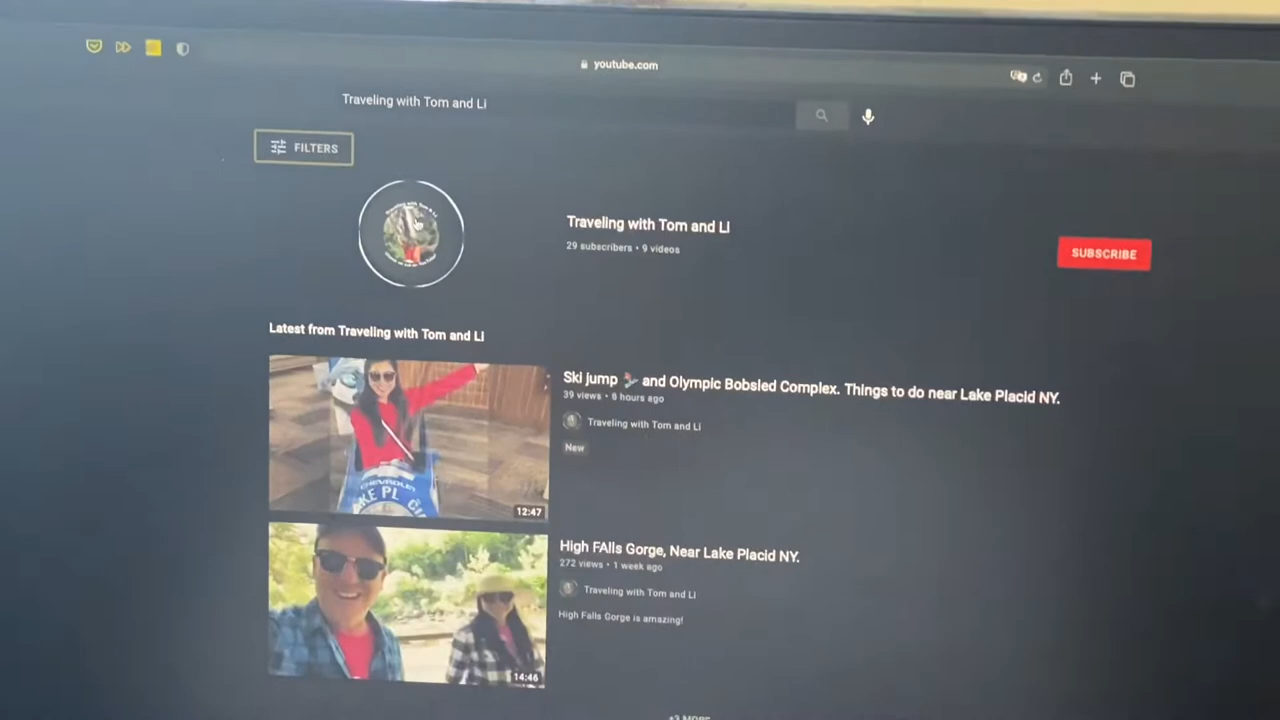 youtube.com
Traveling with Tom and Li
FILTERS
Traveling with Tom and Li
29 subscribers • 9 videos
SUBSCRIBE
Latest from Traveling with Tom and Li
Ski jump ⛷ and Olympic Bobsled Complex. Things to do near Lake Placid NY.
39 views • 8 hours ago
Traveling with Tom and Li
New
CHEVROLET
12:47
High FAlls Gorge, Near Lake Placid NY.
272 views • 1 week ago
Traveling with Tom and Li
High Falls Gorge is amazing!
14:46
+3 MORE